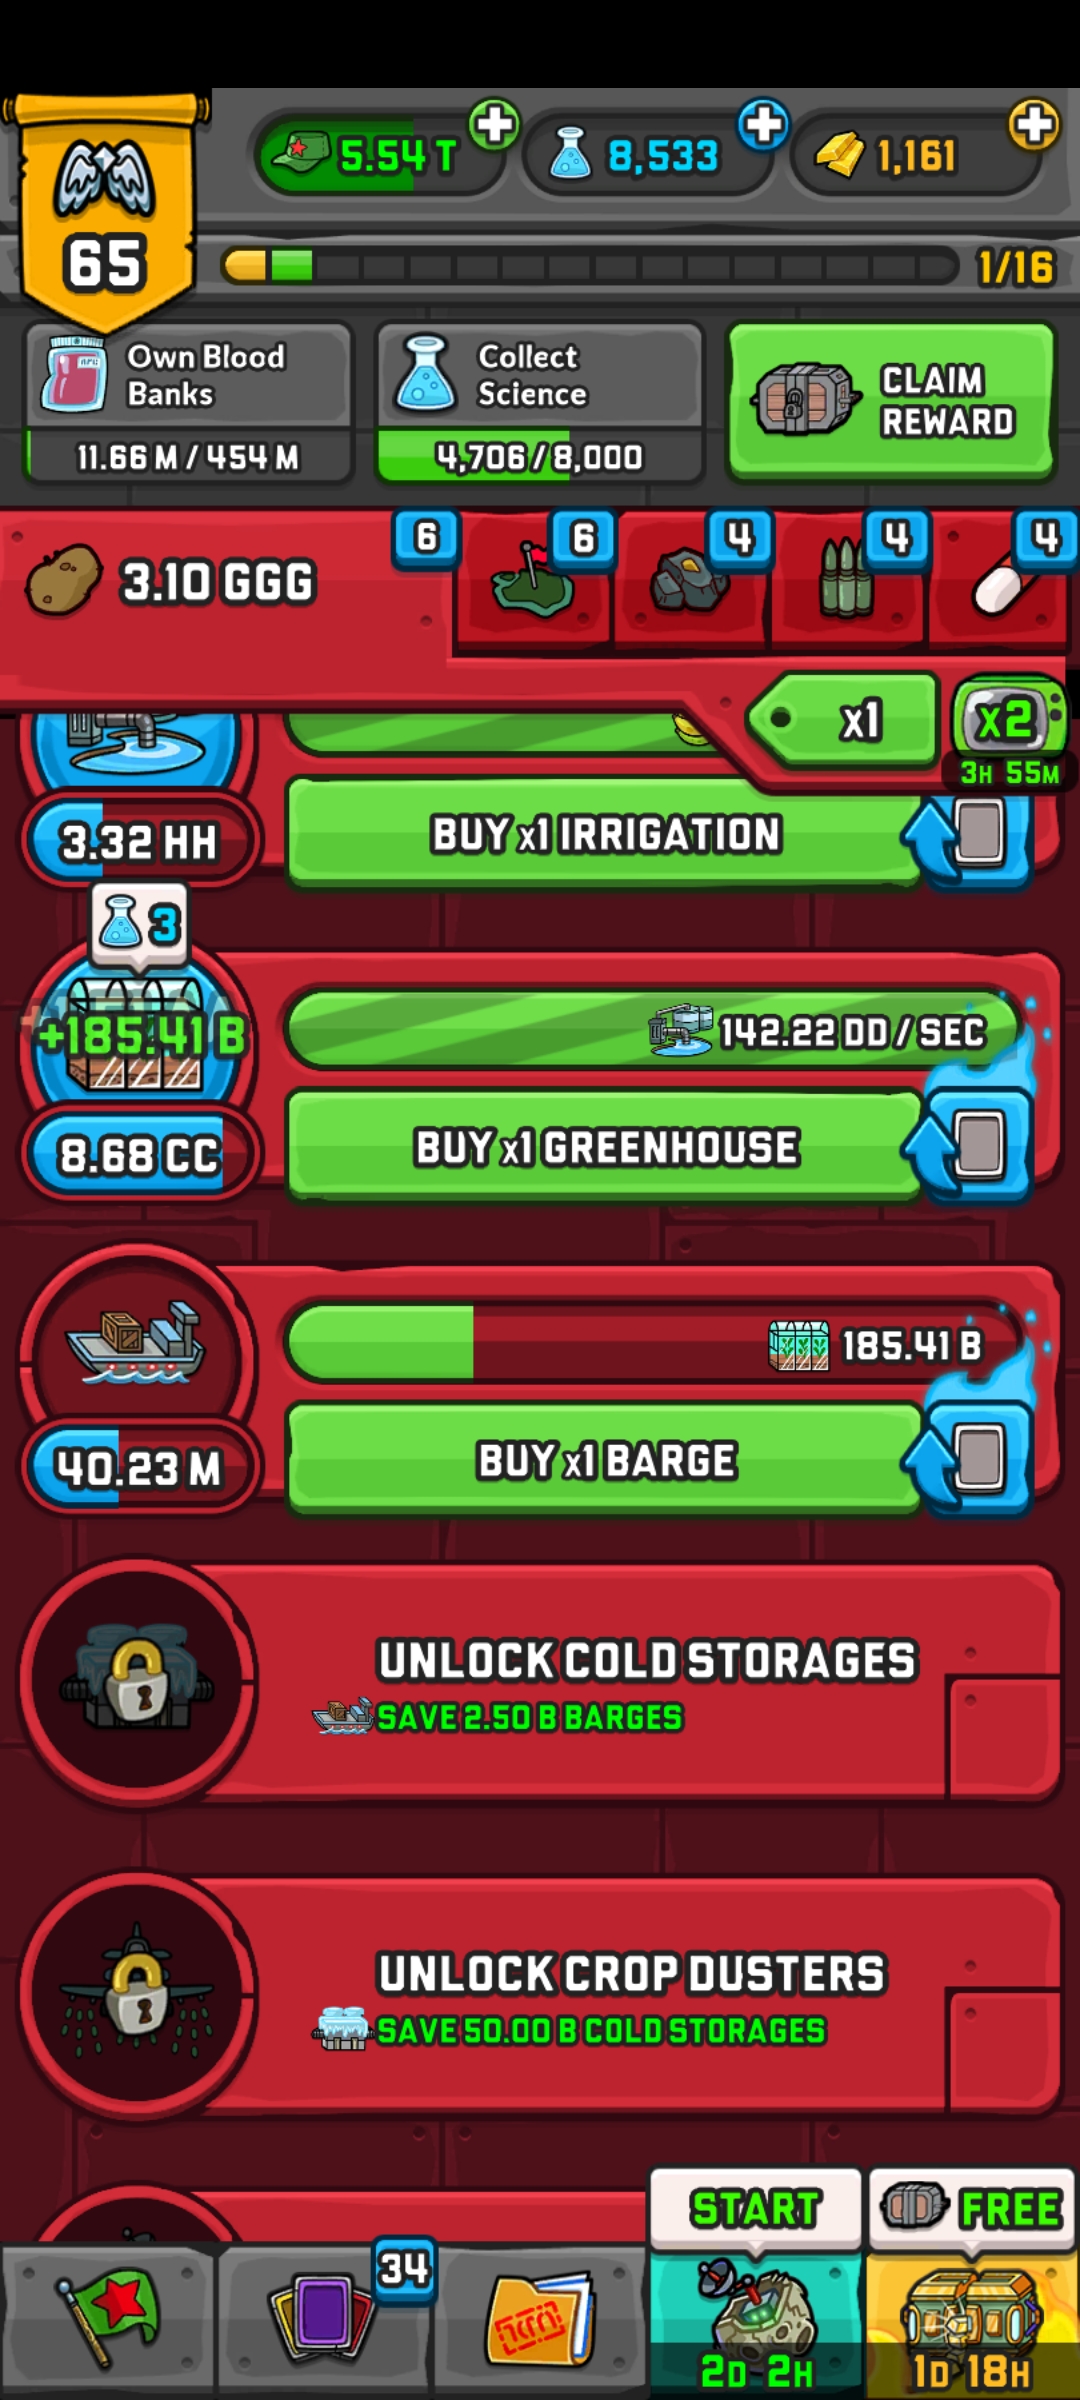 5.54 T
8,533
1,161
65
1/16
Own Blood
Banks
11.66 M / 454 M
Collect
Science
4,706 / 8,000
CLAIM
REWARD
3.10 GGG
6
6
4
4
4
x1
x2
3H 55M
3.32 HH
BUY x1 IRRIGATION
3
+185.41 B
142.22 DD / SEC
8.68 CC
BUY x1 GREENHOUSE
185.41 B
40.23 M
BUY x1 BARGE
UNLOCK COLD STORAGES
SAVE 2.50 B BARGES
UNLOCK CROP DUSTERS
SAVE 50.00 B COLD STORAGES
START
FREE
34
2D 2H
1D 18H